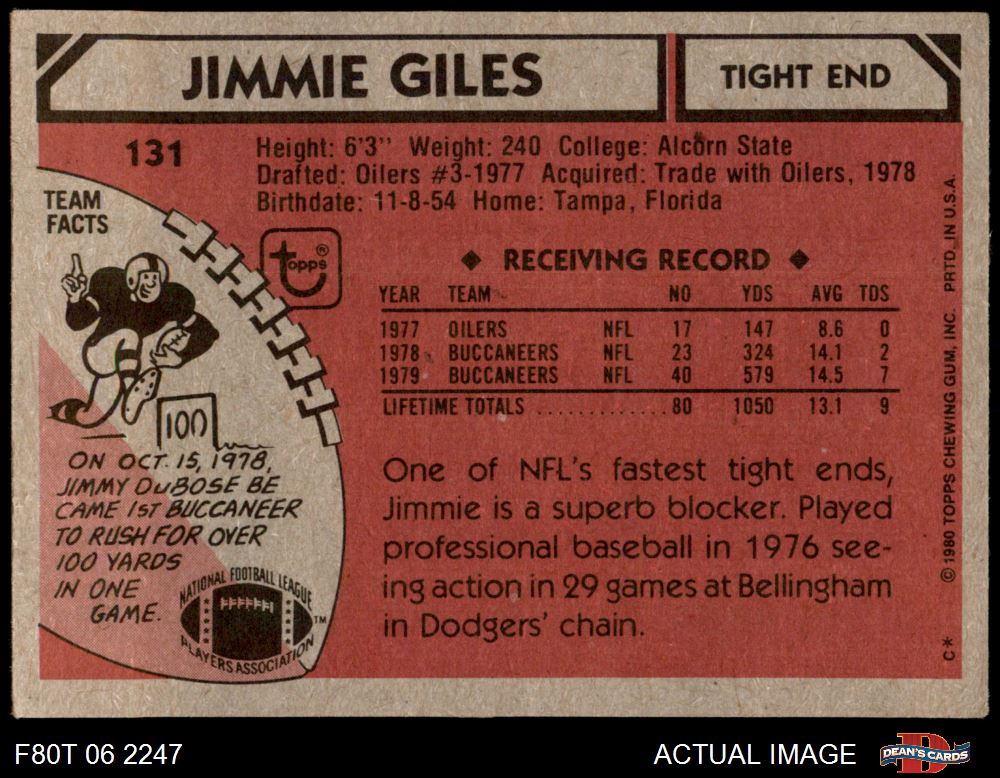 JIMMIE GILES
TIGHT END
131
Height: 6'3'' Weight: 240 College: Alcorn State
Drafted: Oilers #3-1977 Acquired: Trade with Oilers, 1978
Birthdate: 11-8-54 Home: Tampa, Florida
TEAM
FACTS
Topps®
◆ RECEIVING RECORD ◆
YEAR TEAM NO YDS AVG TDS
1977 OILERS NFL 17 147 8.6 0
1978 BUCCANEERS NFL 23 324 14.1 2
1979 BUCCANEERS NFL 40 579 14.5 7
LIFETIME TOTALS ............. 80 1050 13.1 9
100
ON OCT. 15, 1978,
JIMMY DUBOSE BE
CAME 1ST BUCCANEER
TO RUSH FOR OVER
100 YARDS
IN ONE
GAME.
NATIONAL FOOTBALL LEAGUE
PLAYERS ASSOCIATION
TM
One of NFL's fastest tight ends,
Jimmie is a superb blocker. Played
professional baseball in 1976 see-
ing action in 29 games at Bellingham
in Dodgers' chain.
C* © 1980 TOPPS CHEWING GUM, INC. PRTD. IN U.S.A.
F80T 06 2247
ACTUAL IMAGE
DEAN'S CARDS